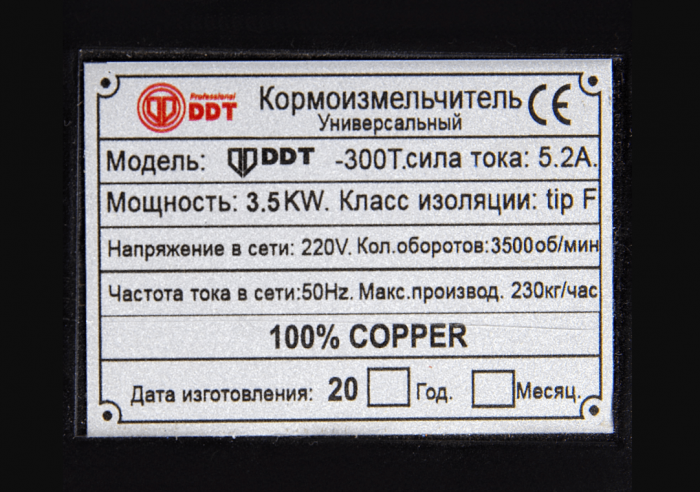 Professional
DDT
Кормоизмельчитель
Универсальный
CE
Модель: DDT -300Т.сила тока: 5.2А.
Мощность: 3.5KW. Класс изоляции: tip F
Напряжение в сети: 220V. Кол.оборотов:3500об/мин
Частота тока в сети:50Hz. Макс.производ. 230кг/час
100% COPPER
Дата изготовления: 20 Год. Месяц.